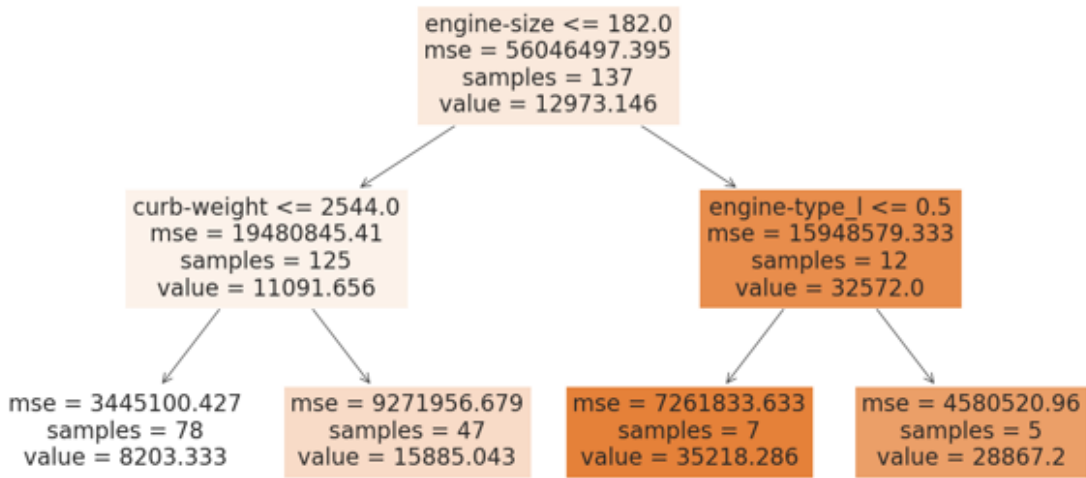 engine-size <= 182.0
mse = 56046497.395
samples = 137
value = 12973.146
curb-weight <= 2544.0
mse = 19480845.41
samples = 125
value = 11091.656
engine-type_l <= 0.5
mse = 15948579.333
samples = 12
value = 32572.0
mse = 3445100.427
samples = 78
value = 8203.333
mse = 9271956.679
samples = 47
value = 15885.043
mse = 7261833.633
samples = 7
value = 35218.286
mse = 4580520.96
samples = 5
value = 28867.2